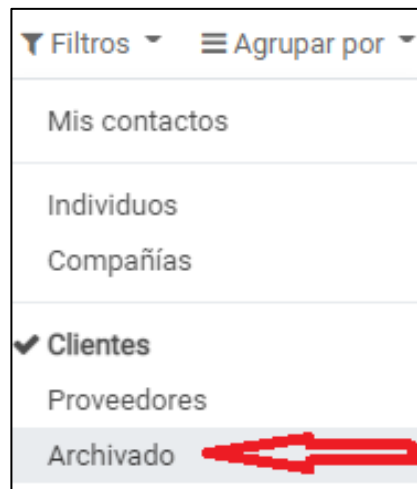 Filtros Agrupar por
Mis contactos
Individuos
Compañías
Clientes
Proveedores
Archivado